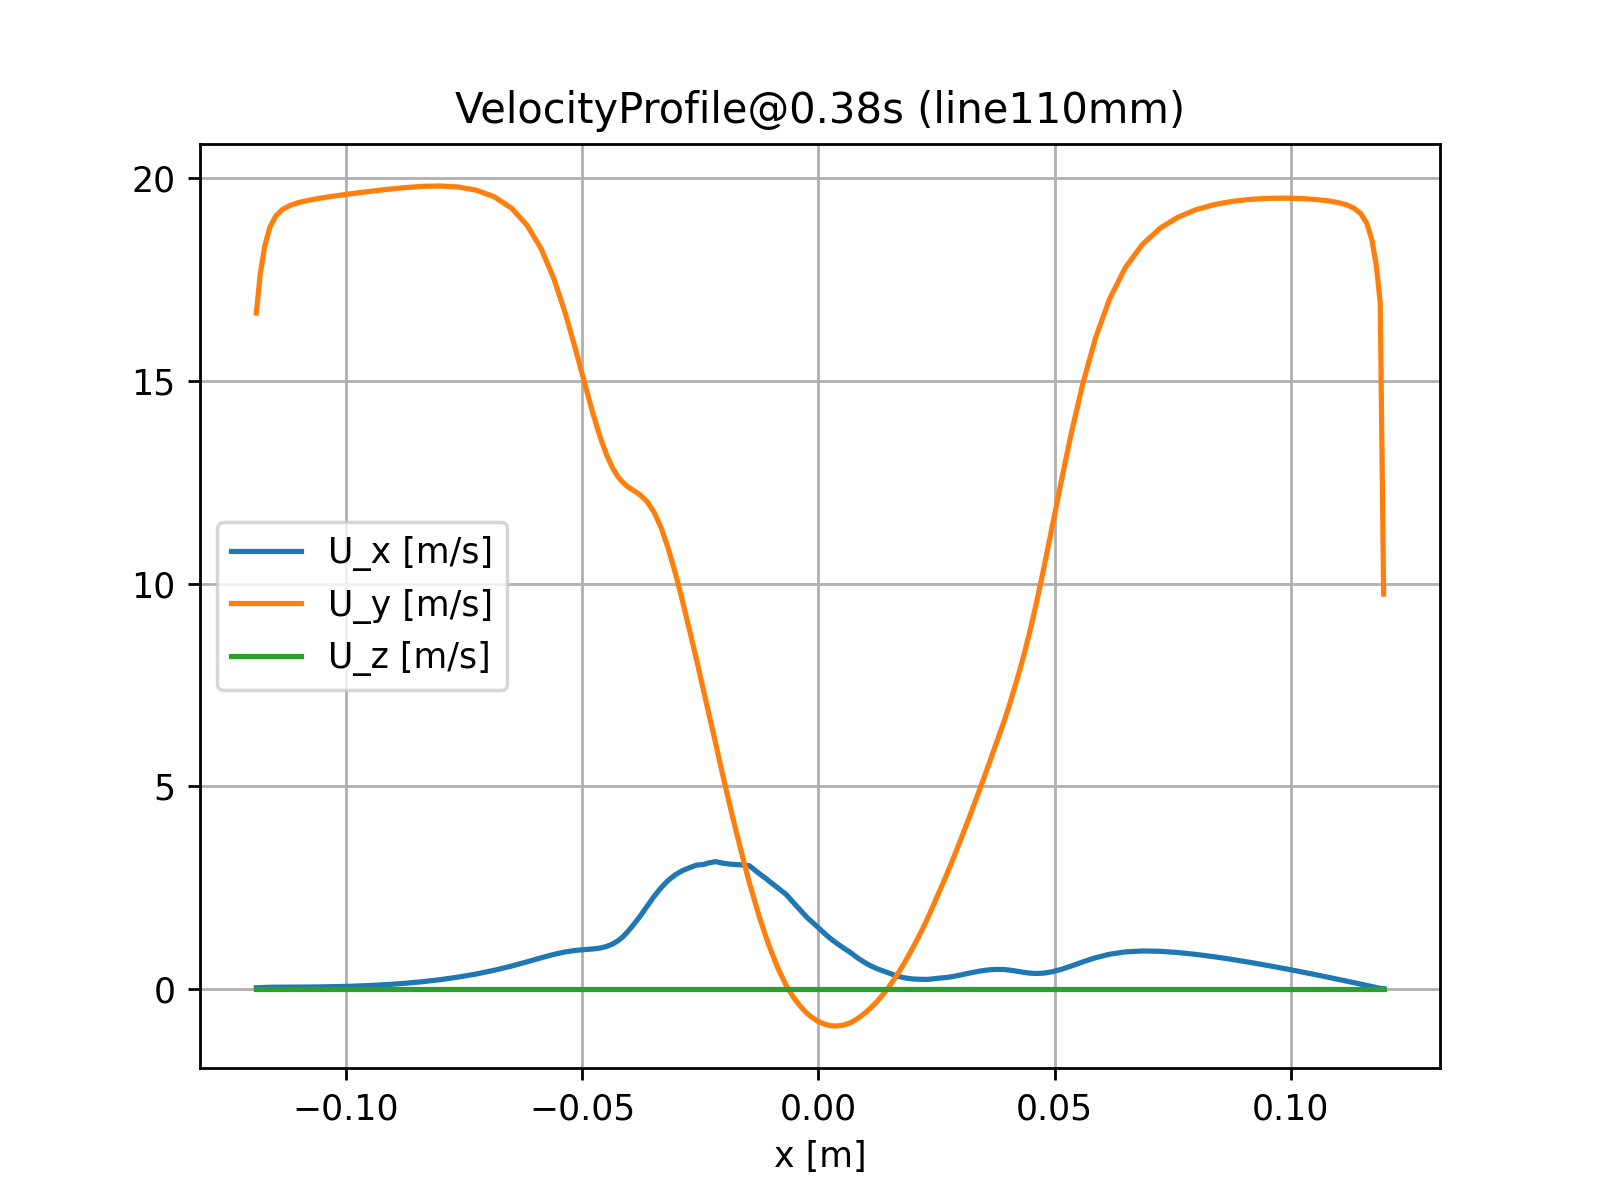 VelocityProfile@0.38s (line110mm)
20
15
10
5
0
U_x [m/s]
U_y [m/s]
U_z [m/s]
−0.10 −0.05 0.00 0.05 0.10
x [m]